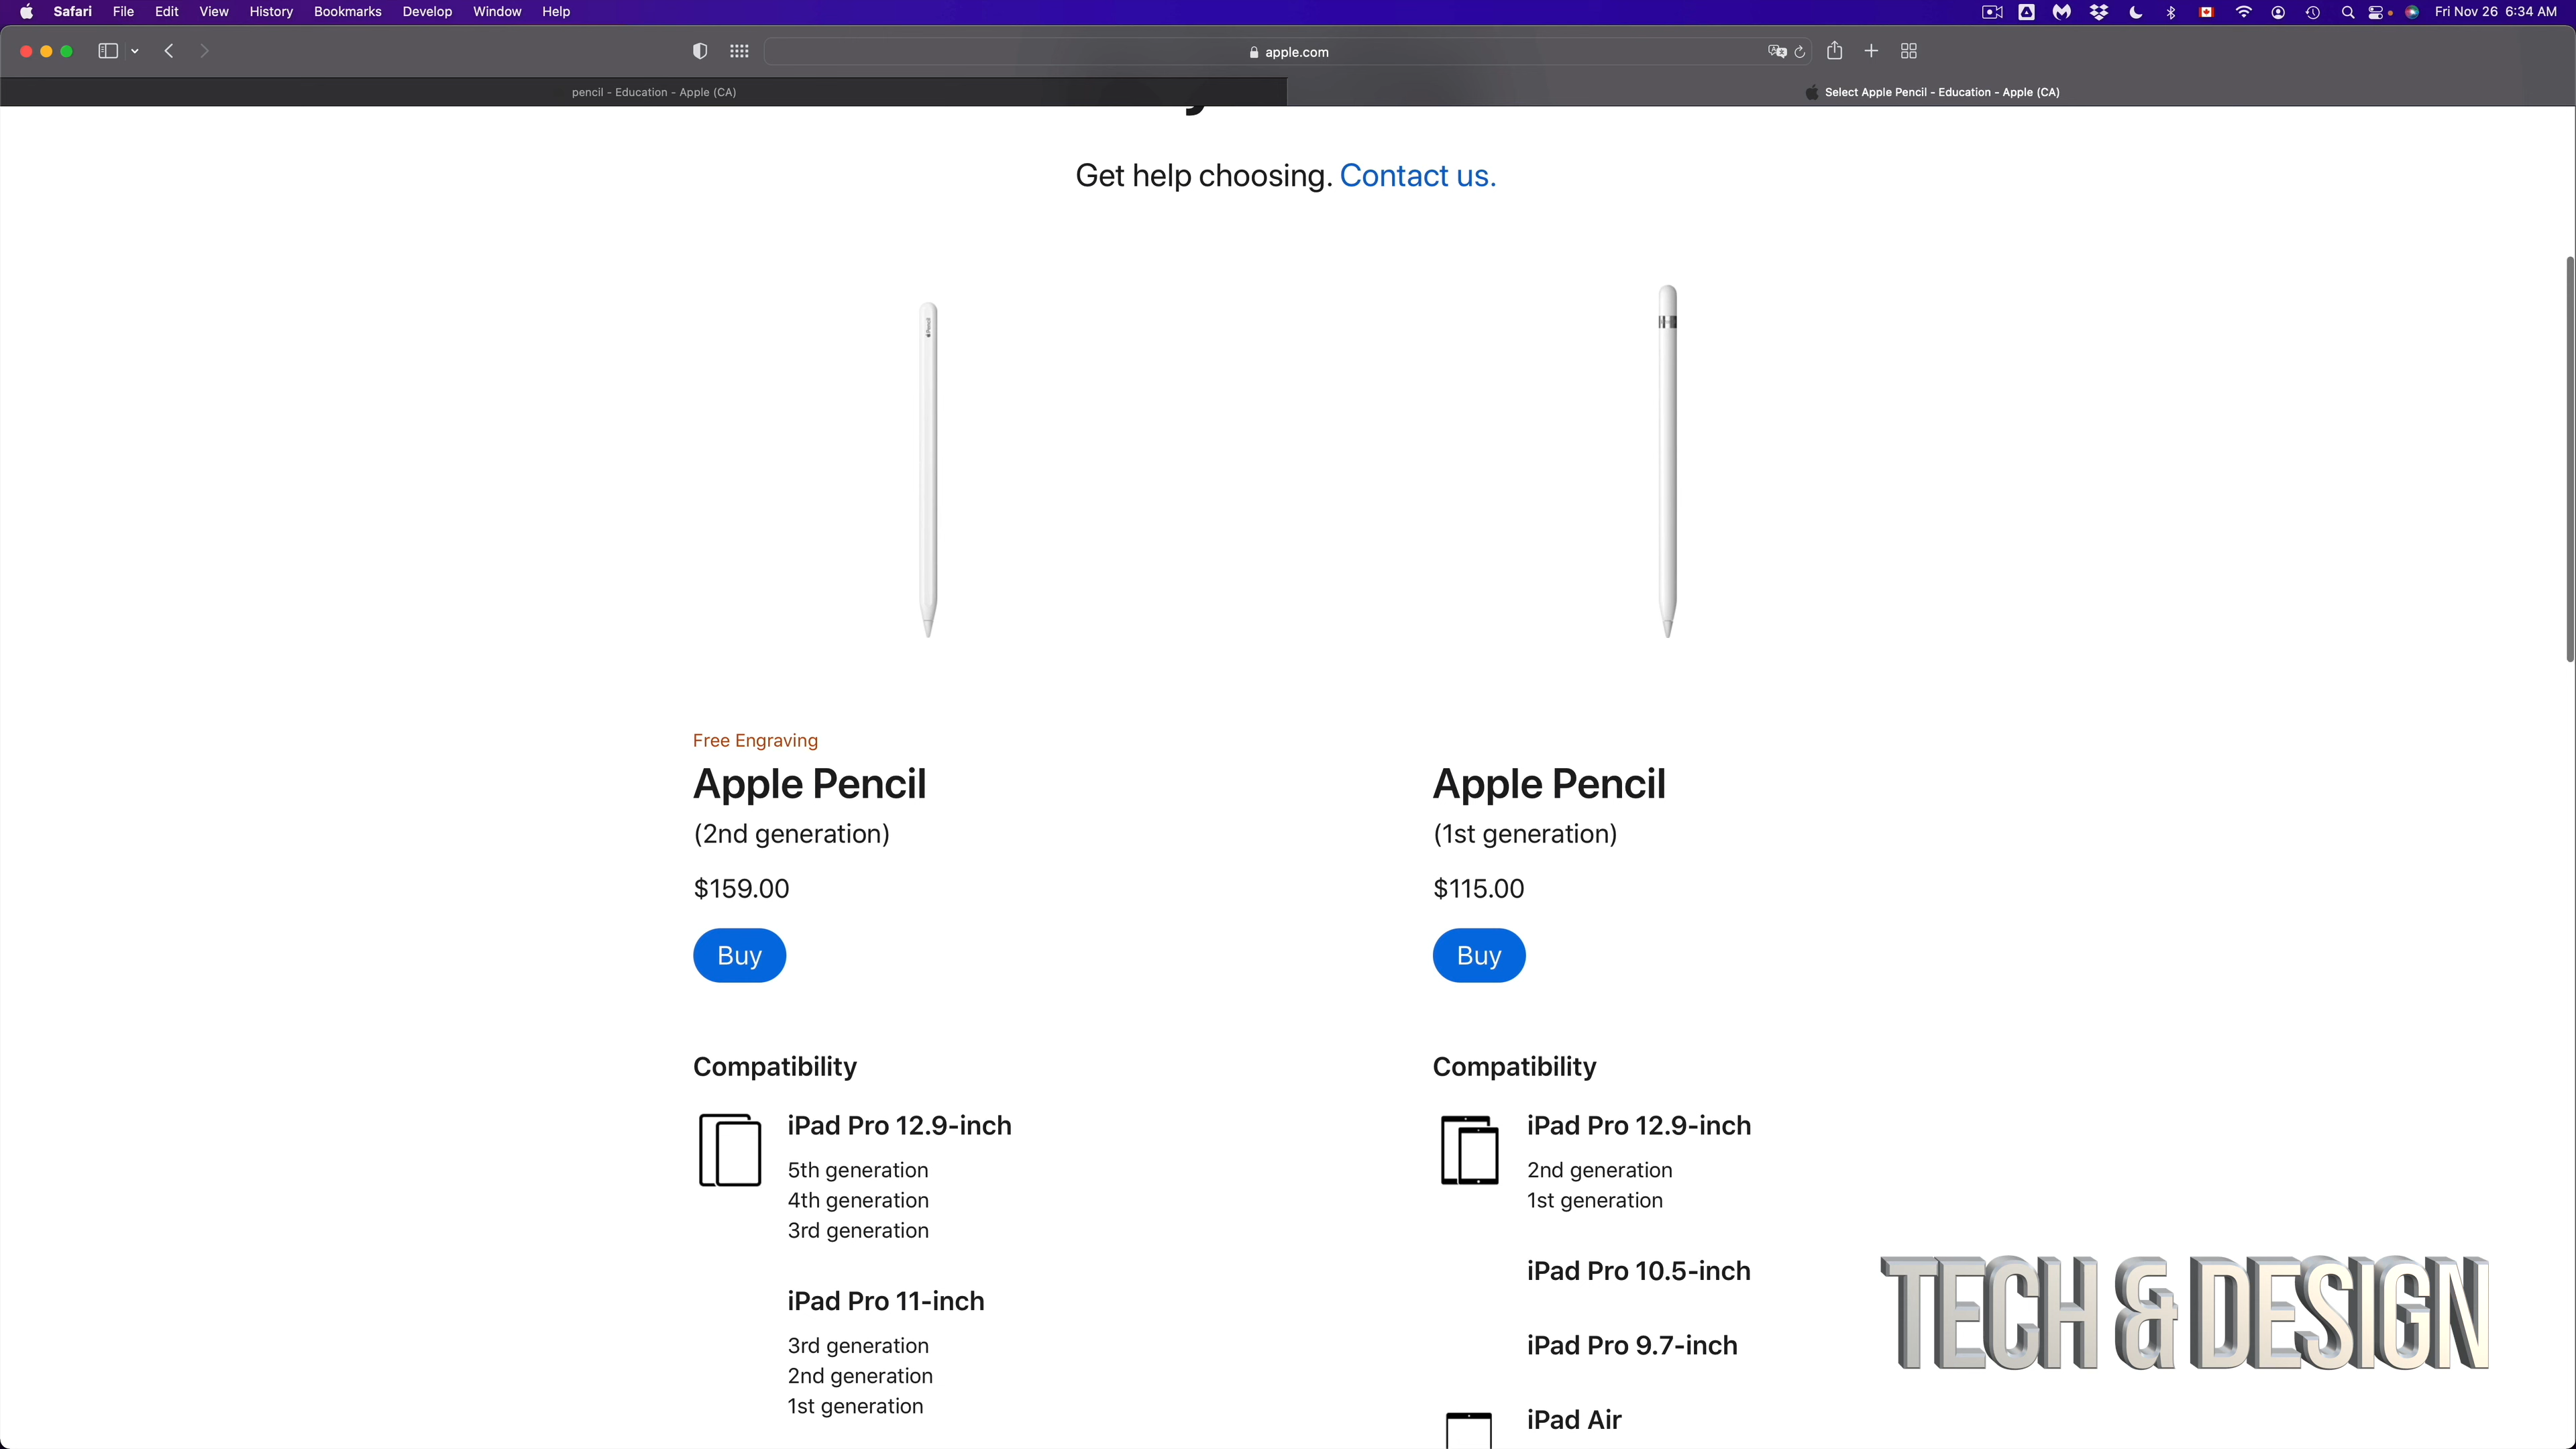 Safari File Edit View History Bookmarks Develop Window Help
Fri Nov 26 6:34 AM
apple.com
pencil - Education - Apple (CA)
Select Apple Pencil - Education - Apple (CA)
Get help choosing. Contact us.
Pencil
Free Engraving
Apple Pencil
(2nd generation)
$159.00
Buy
Compatibility
iPad Pro 12.9-inch
5th generation
4th generation
3rd generation
iPad Pro 11-inch
3rd generation
2nd generation
1st generation
Apple Pencil
(1st generation)
$115.00
Buy
Compatibility
iPad Pro 12.9-inch
2nd generation
1st generation
iPad Pro 10.5-inch
iPad Pro 9.7-inch
iPad Air
TECH & DESIGN